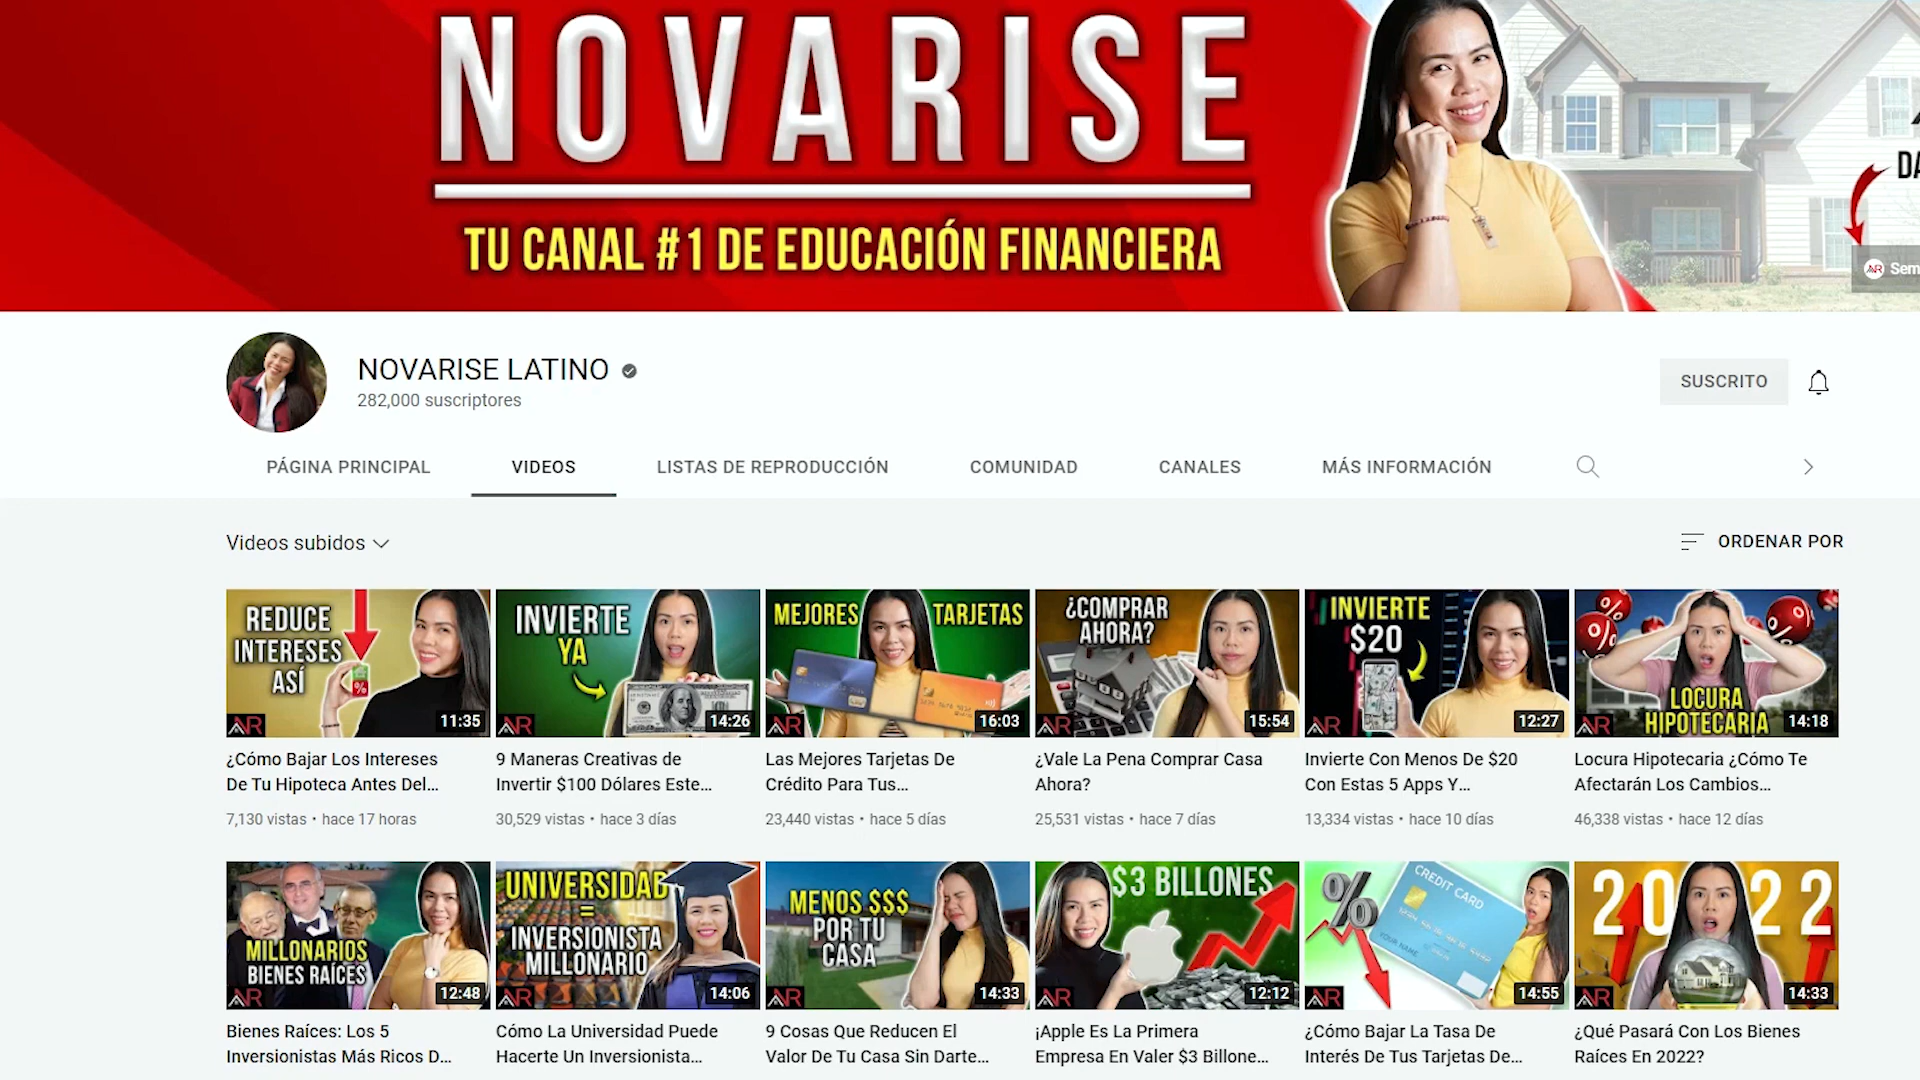 NOVARISE
TU CANAL #1 DE EDUCACIÓN FINANCIERA
NOVARISE LATINO
282,000 suscriptores
SUSCRITO
PÁGINA PRINCIPAL
VIDEOS
LISTAS DE REPRODUCCIÓN
COMUNIDAD
CANALES
MÁS INFORMACIÓN
Videos subidos
ORDENAR POR
REDUCE
INTERESES
ASÍ
%
11:35
INVIERTE
YA
14:26
MEJORES TARJETAS
16:03
¿COMPRAR
AHORA?
15:54
INVIERTE
$20
12:27
% % %
LOCURA
HIPOTECARIA
14:18
¿Cómo Bajar Los Intereses
De Tu Hipoteca Antes Del...
7,130 vistas • hace 17 horas
9 Maneras Creativas de
Invertir $100 Dólares Este...
30,529 vistas • hace 3 días
Las Mejores Tarjetas De
Crédito Para Tus...
23,440 vistas • hace 5 días
¿Vale La Pena Comprar Casa
Ahora?
25,531 vistas • hace 7 días
Invierte Con Menos De $20
Con Estas 5 Apps Y...
13,334 vistas • hace 10 días
Locura Hipotecaria ¿Cómo Te
Afectarán Los Cambios...
46,338 vistas • hace 12 días
MILLONARIOS
BIENES RAÍCES
12:48
UNIVERSIDAD
=
INVERSIONISTA
MILLONARIO
14:06
MENOS $$$
POR TU
CASA
14:33
$3 BILLONES
12:12
%
CREDIT CARD
YOUR NAME
14:55
2022
14:33
Bienes Raíces: Los 5
Inversionistas Más Ricos D...
Cómo La Universidad Puede
Hacerte Un Inversionista...
9 Cosas Que Reducen El
Valor De Tu Casa Sin Darte...
¡Apple Es La Primera
Empresa En Valer $3 Billone...
¿Cómo Bajar La Tasa De
Interés De Tus Tarjetas De...
¿Qué Pasará Con Los Bienes
Raíces En 2022?